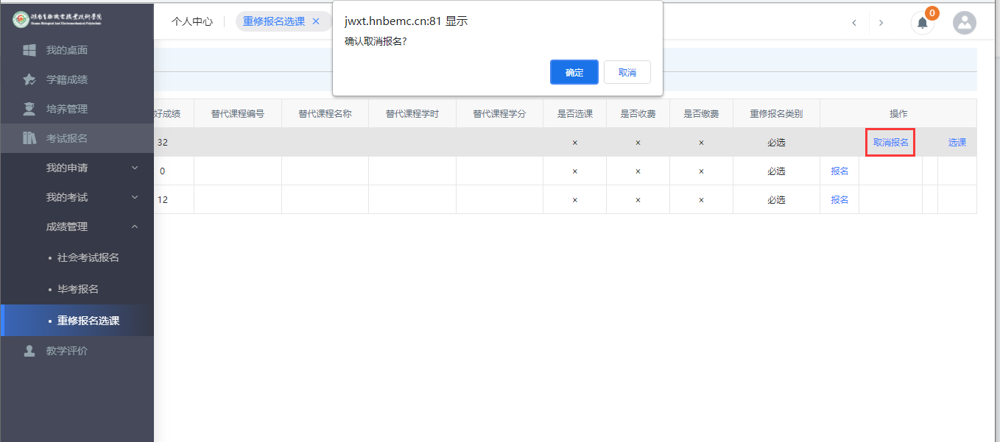 湖南生物机电职业技术学院
Hunan Biological And Electromechanical Polytechnic
个人中心
重修报名选课 ×
jwxt.hnbemc.cn:81 显示
确认取消报名?
确定
取消
0
我的桌面
学籍成绩
培养管理
考试报名
我的申请
我的考试
成绩管理
社会考试报名
毕考报名
重修报名选课
教学评价
好成绩 替代课程编号 替代课程名称 替代课程学时 替代课程学分 是否选课 是否收费 是否缴费 重修报名类别 操作
32 × × × 必选 取消报名 选课
0 × × × 必选 报名
12 × × × 必选 报名